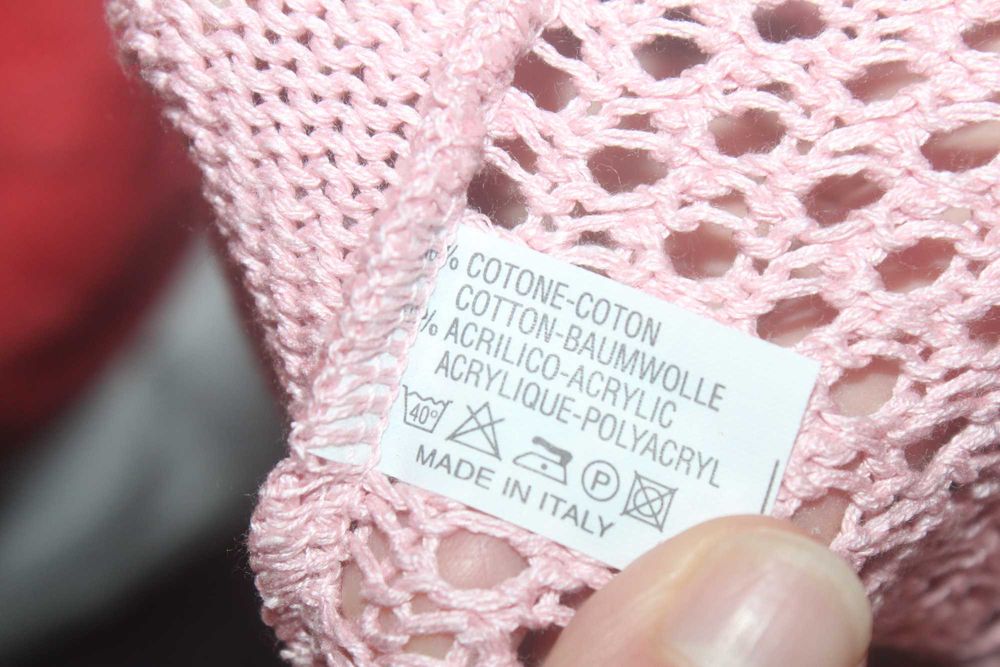 % COTONE-COTON
COTTON-BAUMWOLLE
% ACRILICO-ACRYLIC
ACRYLIQUE-POLYACRYL
40° P
MADE IN ITALY